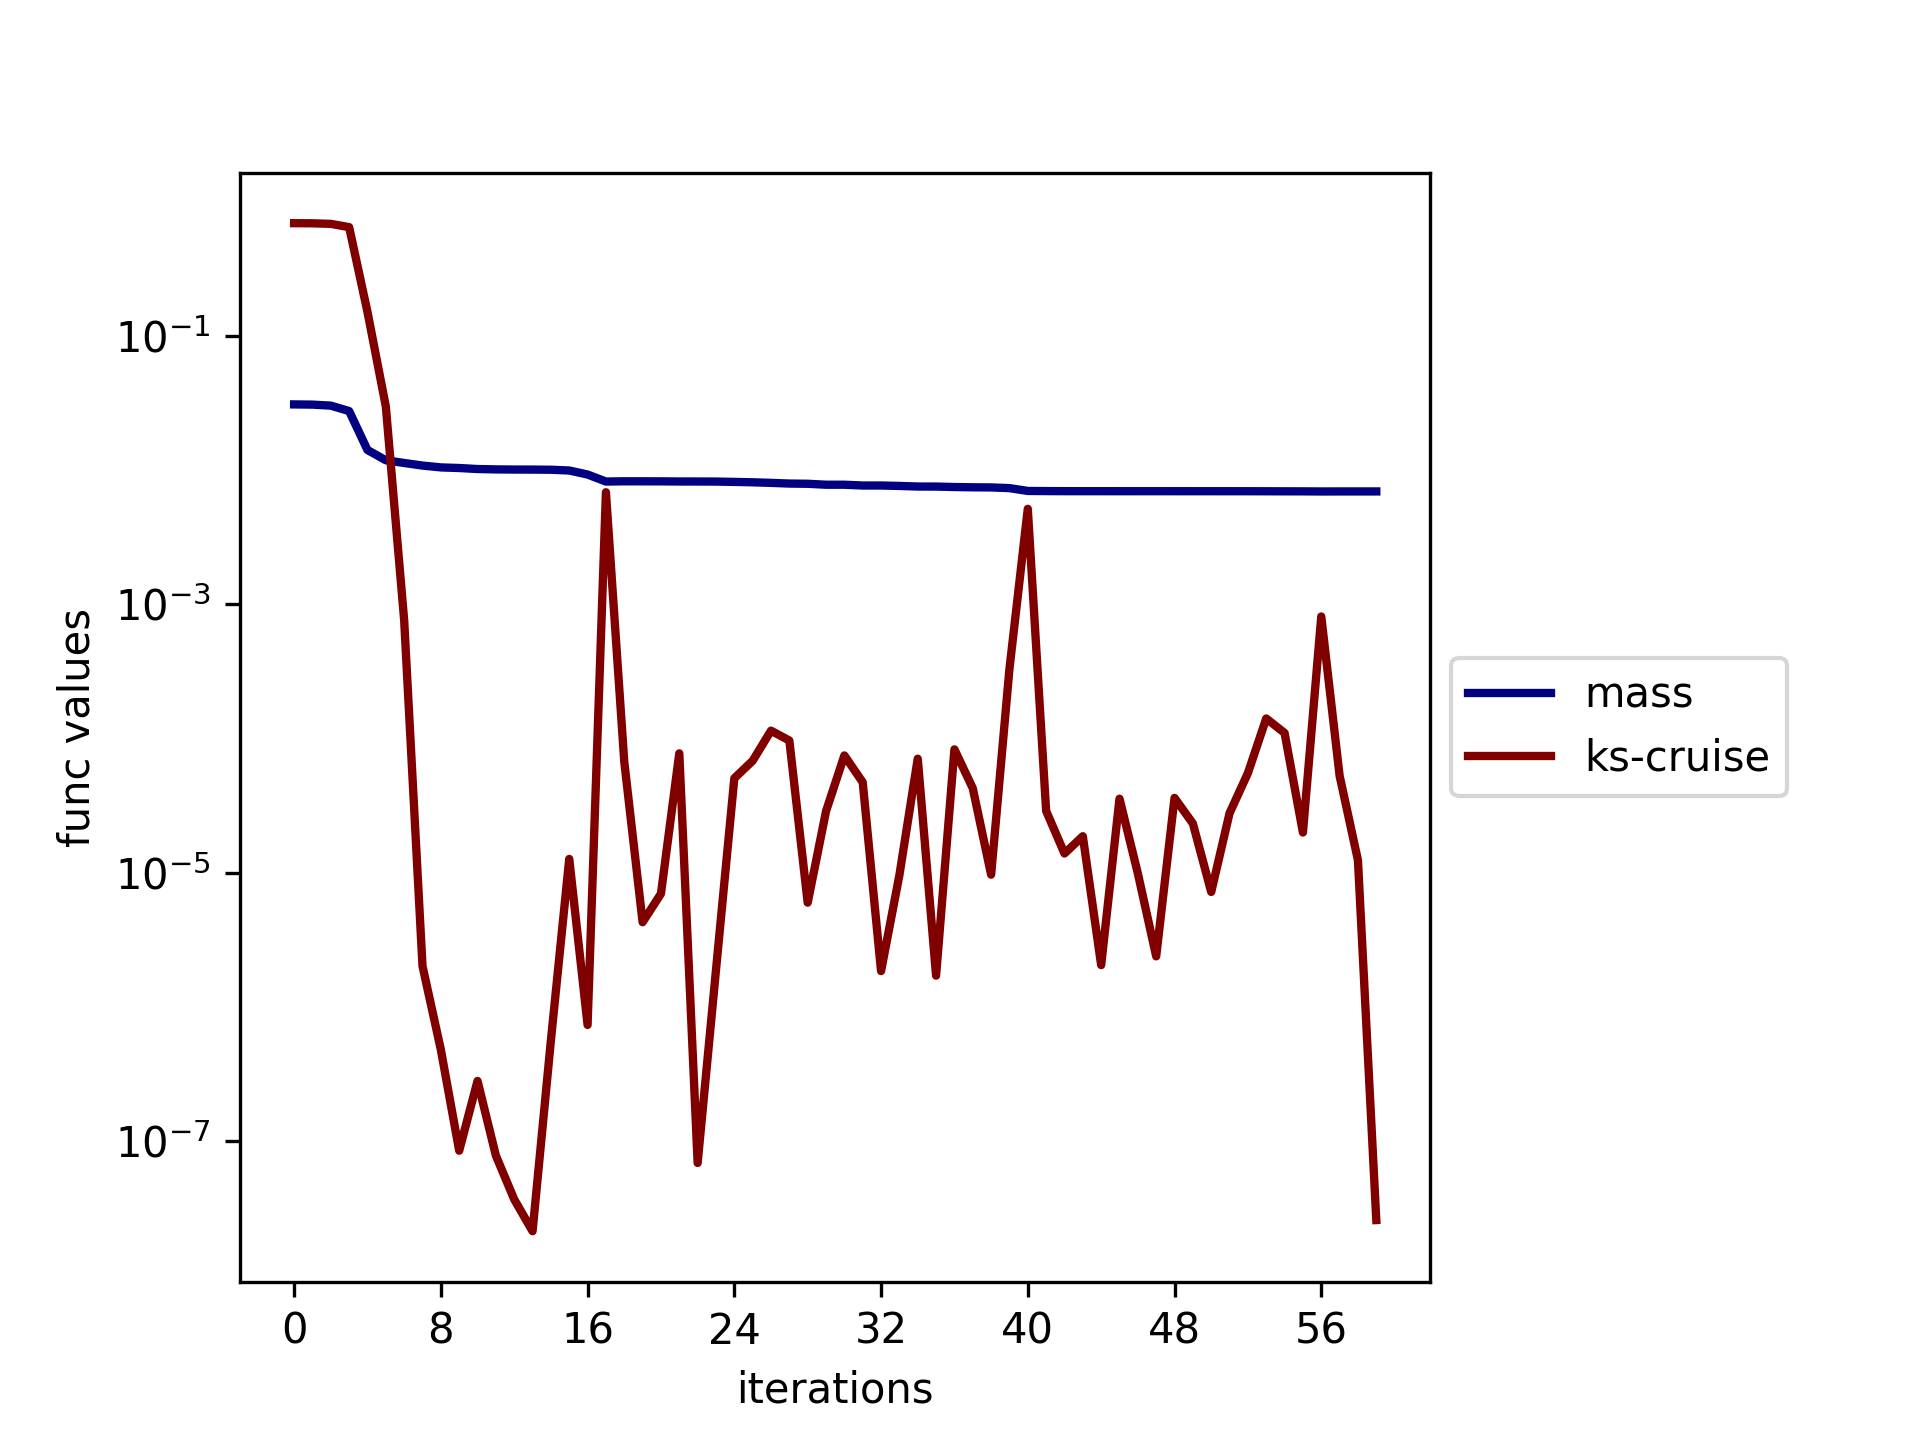 10⁻¹
10⁻³
10⁻⁵
10⁻⁷
func values
0 8 16 24 32 40 48 56
iterations
mass
ks-cruise